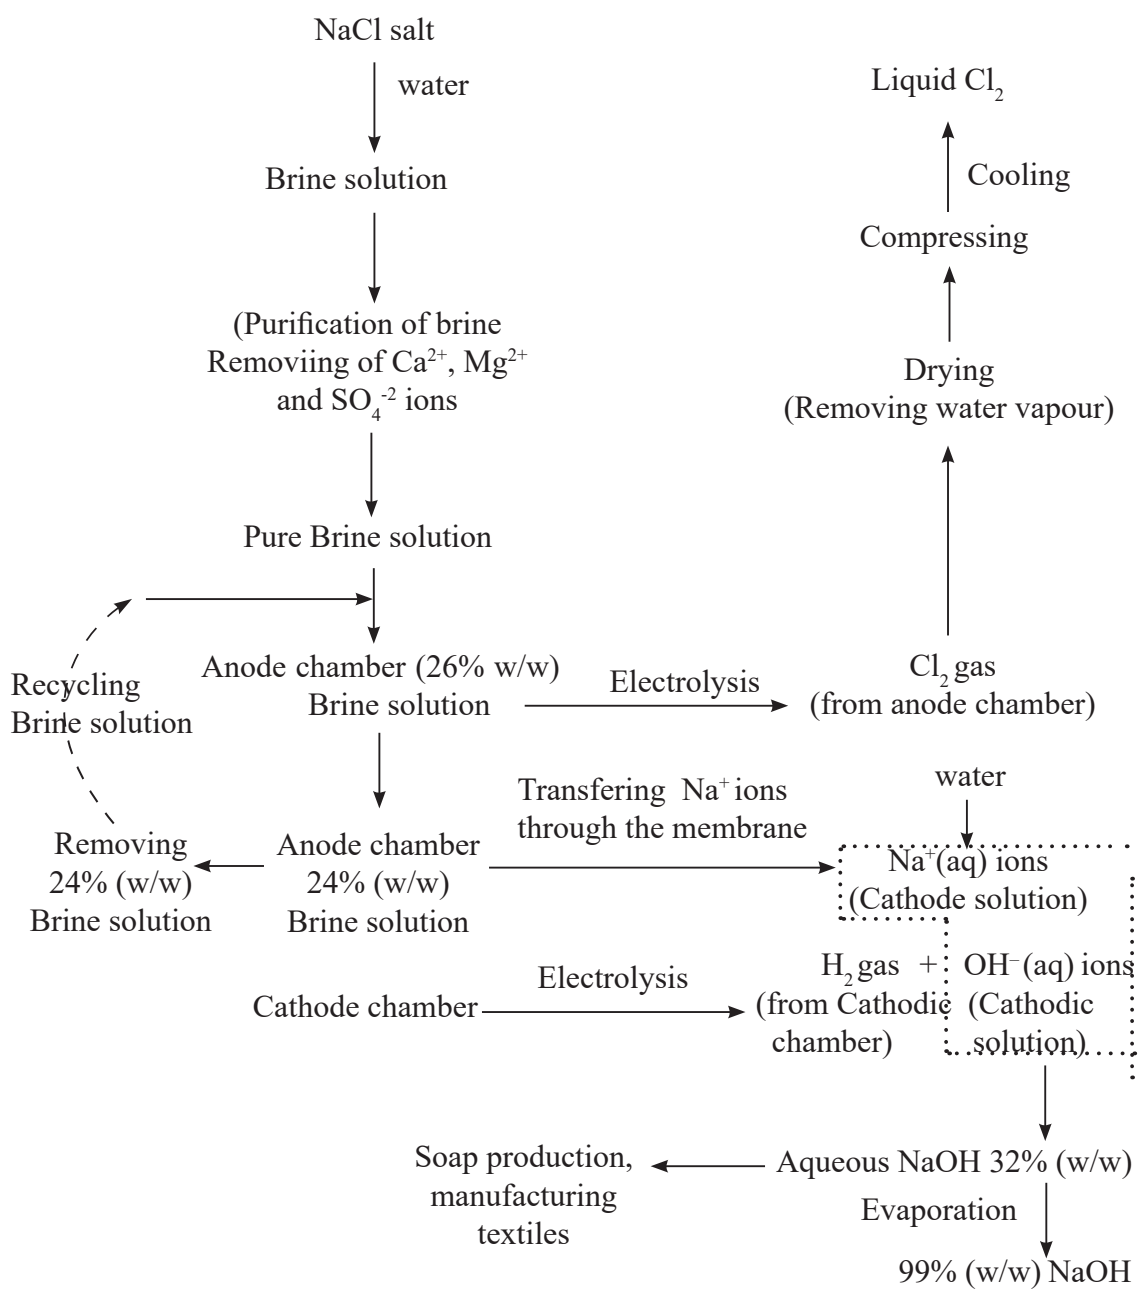 NaCl salt
water
Brine solution
(Purification of brine
Removiing of Ca²⁺, Mg²⁺
and SO₄⁻² ions
Pure Brine solution
Recycling
Brine solution
Anode chamber (26% w/w)
Brine solution
Electrolysis
Cl₂ gas
(from anode chamber)
Drying
(Removing water vapour)
Compressing
Cooling
Liquid Cl₂
Removing
24% (w/w)
Brine solution
Anode chamber
24% (w/w)
Brine solution
Transfering Na⁺ ions
through the membrane
water
Na⁺(aq) ions
(Cathode solution)
Cathode chamber
Electrolysis
H₂ gas + OH⁻ (aq) ions
(from Cathodic (Cathodic
chamber) solution)
Aqueous NaOH 32% (w/w)
Soap production,
manufacturing
textiles
Evaporation
99% (w/w) NaOH